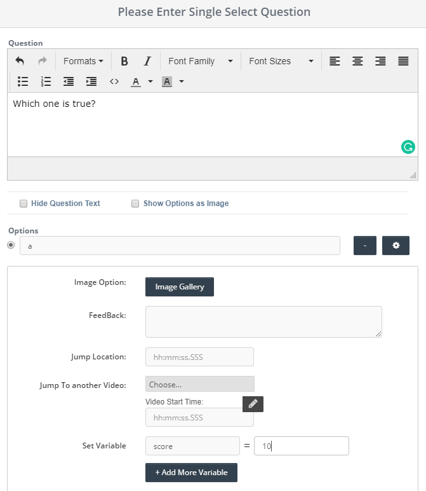 Please Enter Single Select Question
Question
Formats B I Font Family Font Sizes
A A
Which one is true?
Hide Question Text Show Options as Image
Options
a -
Image Option: Image Gallery
FeedBack:
Jump Location: hh:mm:ss.SSS
Jump To another Video: Choose...
Video Start Time:
hh:mm:ss.SSS
Set Variable score = 10
+ Add More Variable